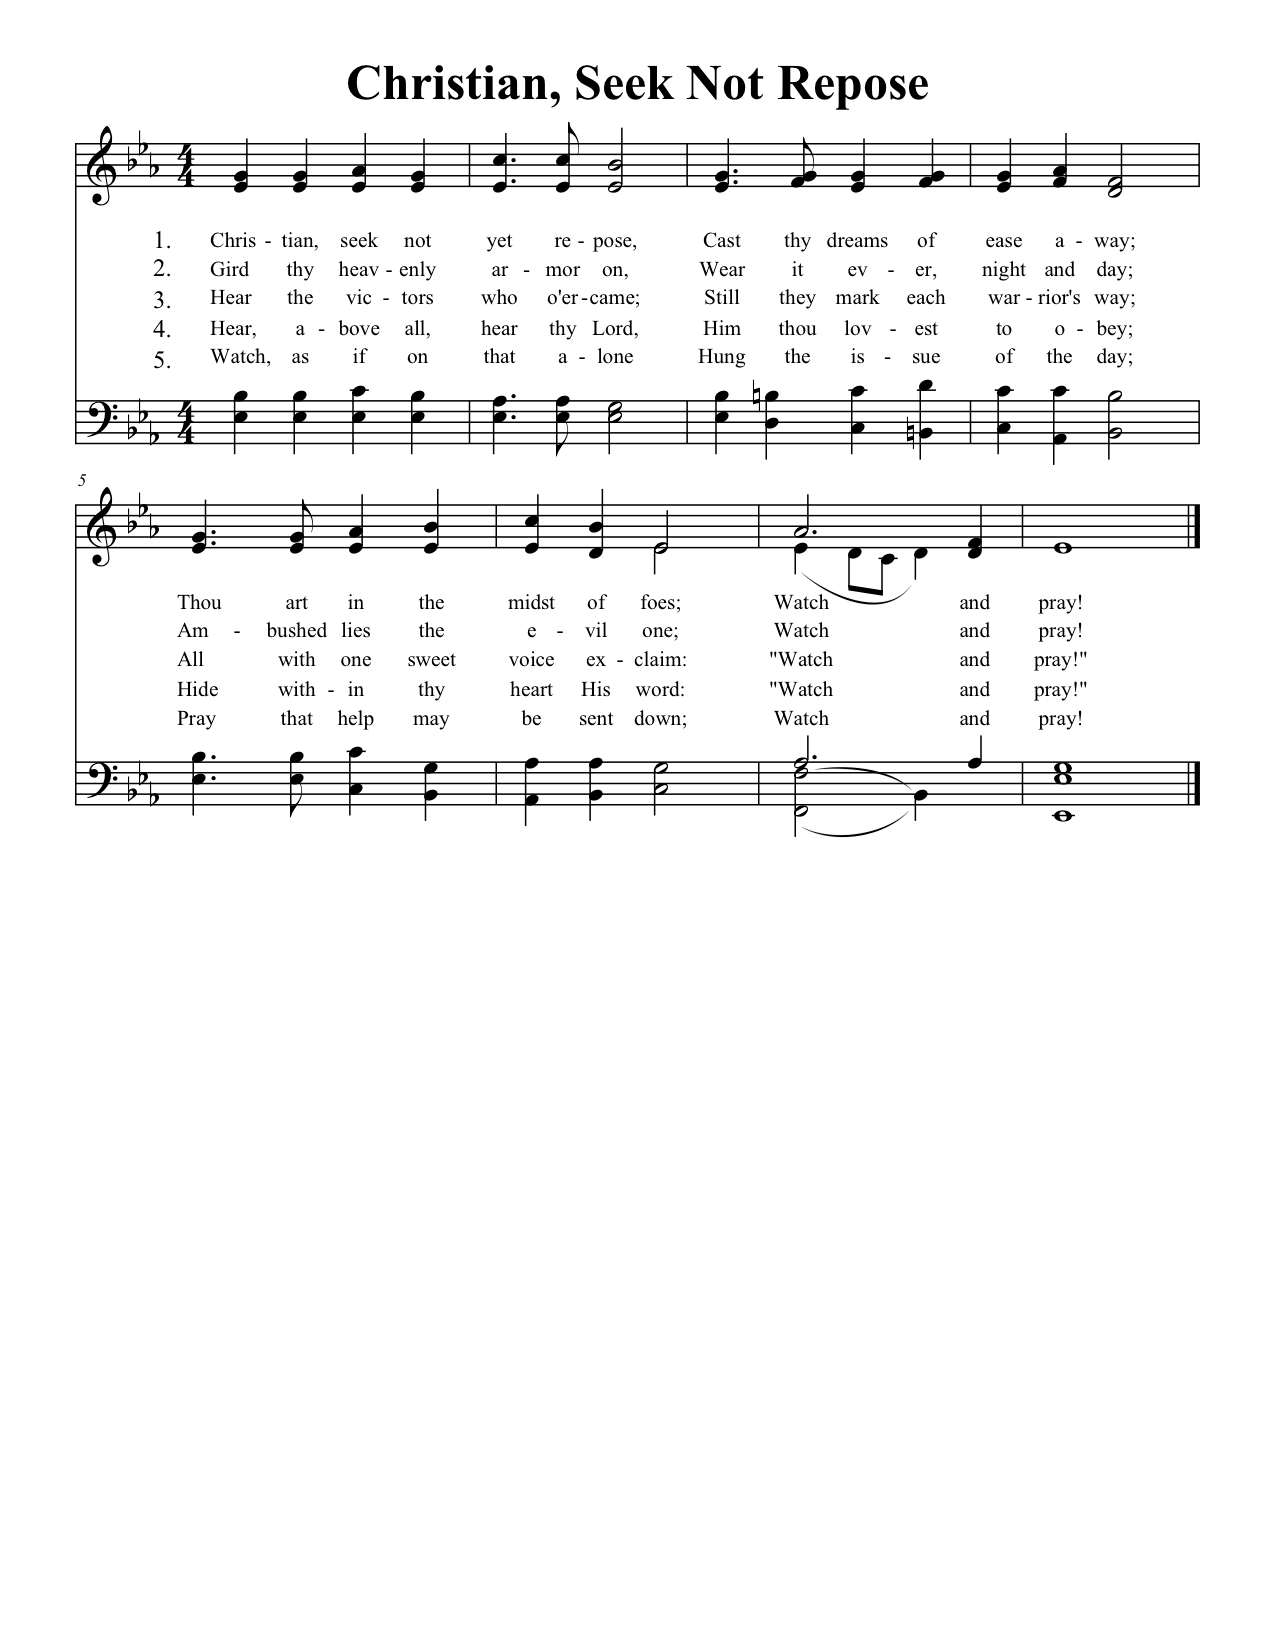 Christian, Seek Not Repose
1. Chris - tian, seek not yet re - pose, Cast thy dreams of ease a - way;
2. Gird thy heav - enly ar - mor on, Wear it ev - er, night and day;
3. Hear the vic - tors who o'er - came; Still they mark each war - rior's way;
4. Hear, a - bove all, hear thy Lord, Him thou lov - est to o - bey;
5. Watch, as if on that a - lone Hung the is - sue of the day;
5
Thou art in the midst of foes; Watch and pray!
Am - bushed lies the e - vil one; Watch and pray!
All with one sweet voice ex - claim: "Watch and pray!"
Hide with - in thy heart His word: "Watch and pray!"
Pray that help may be sent down; Watch and pray!